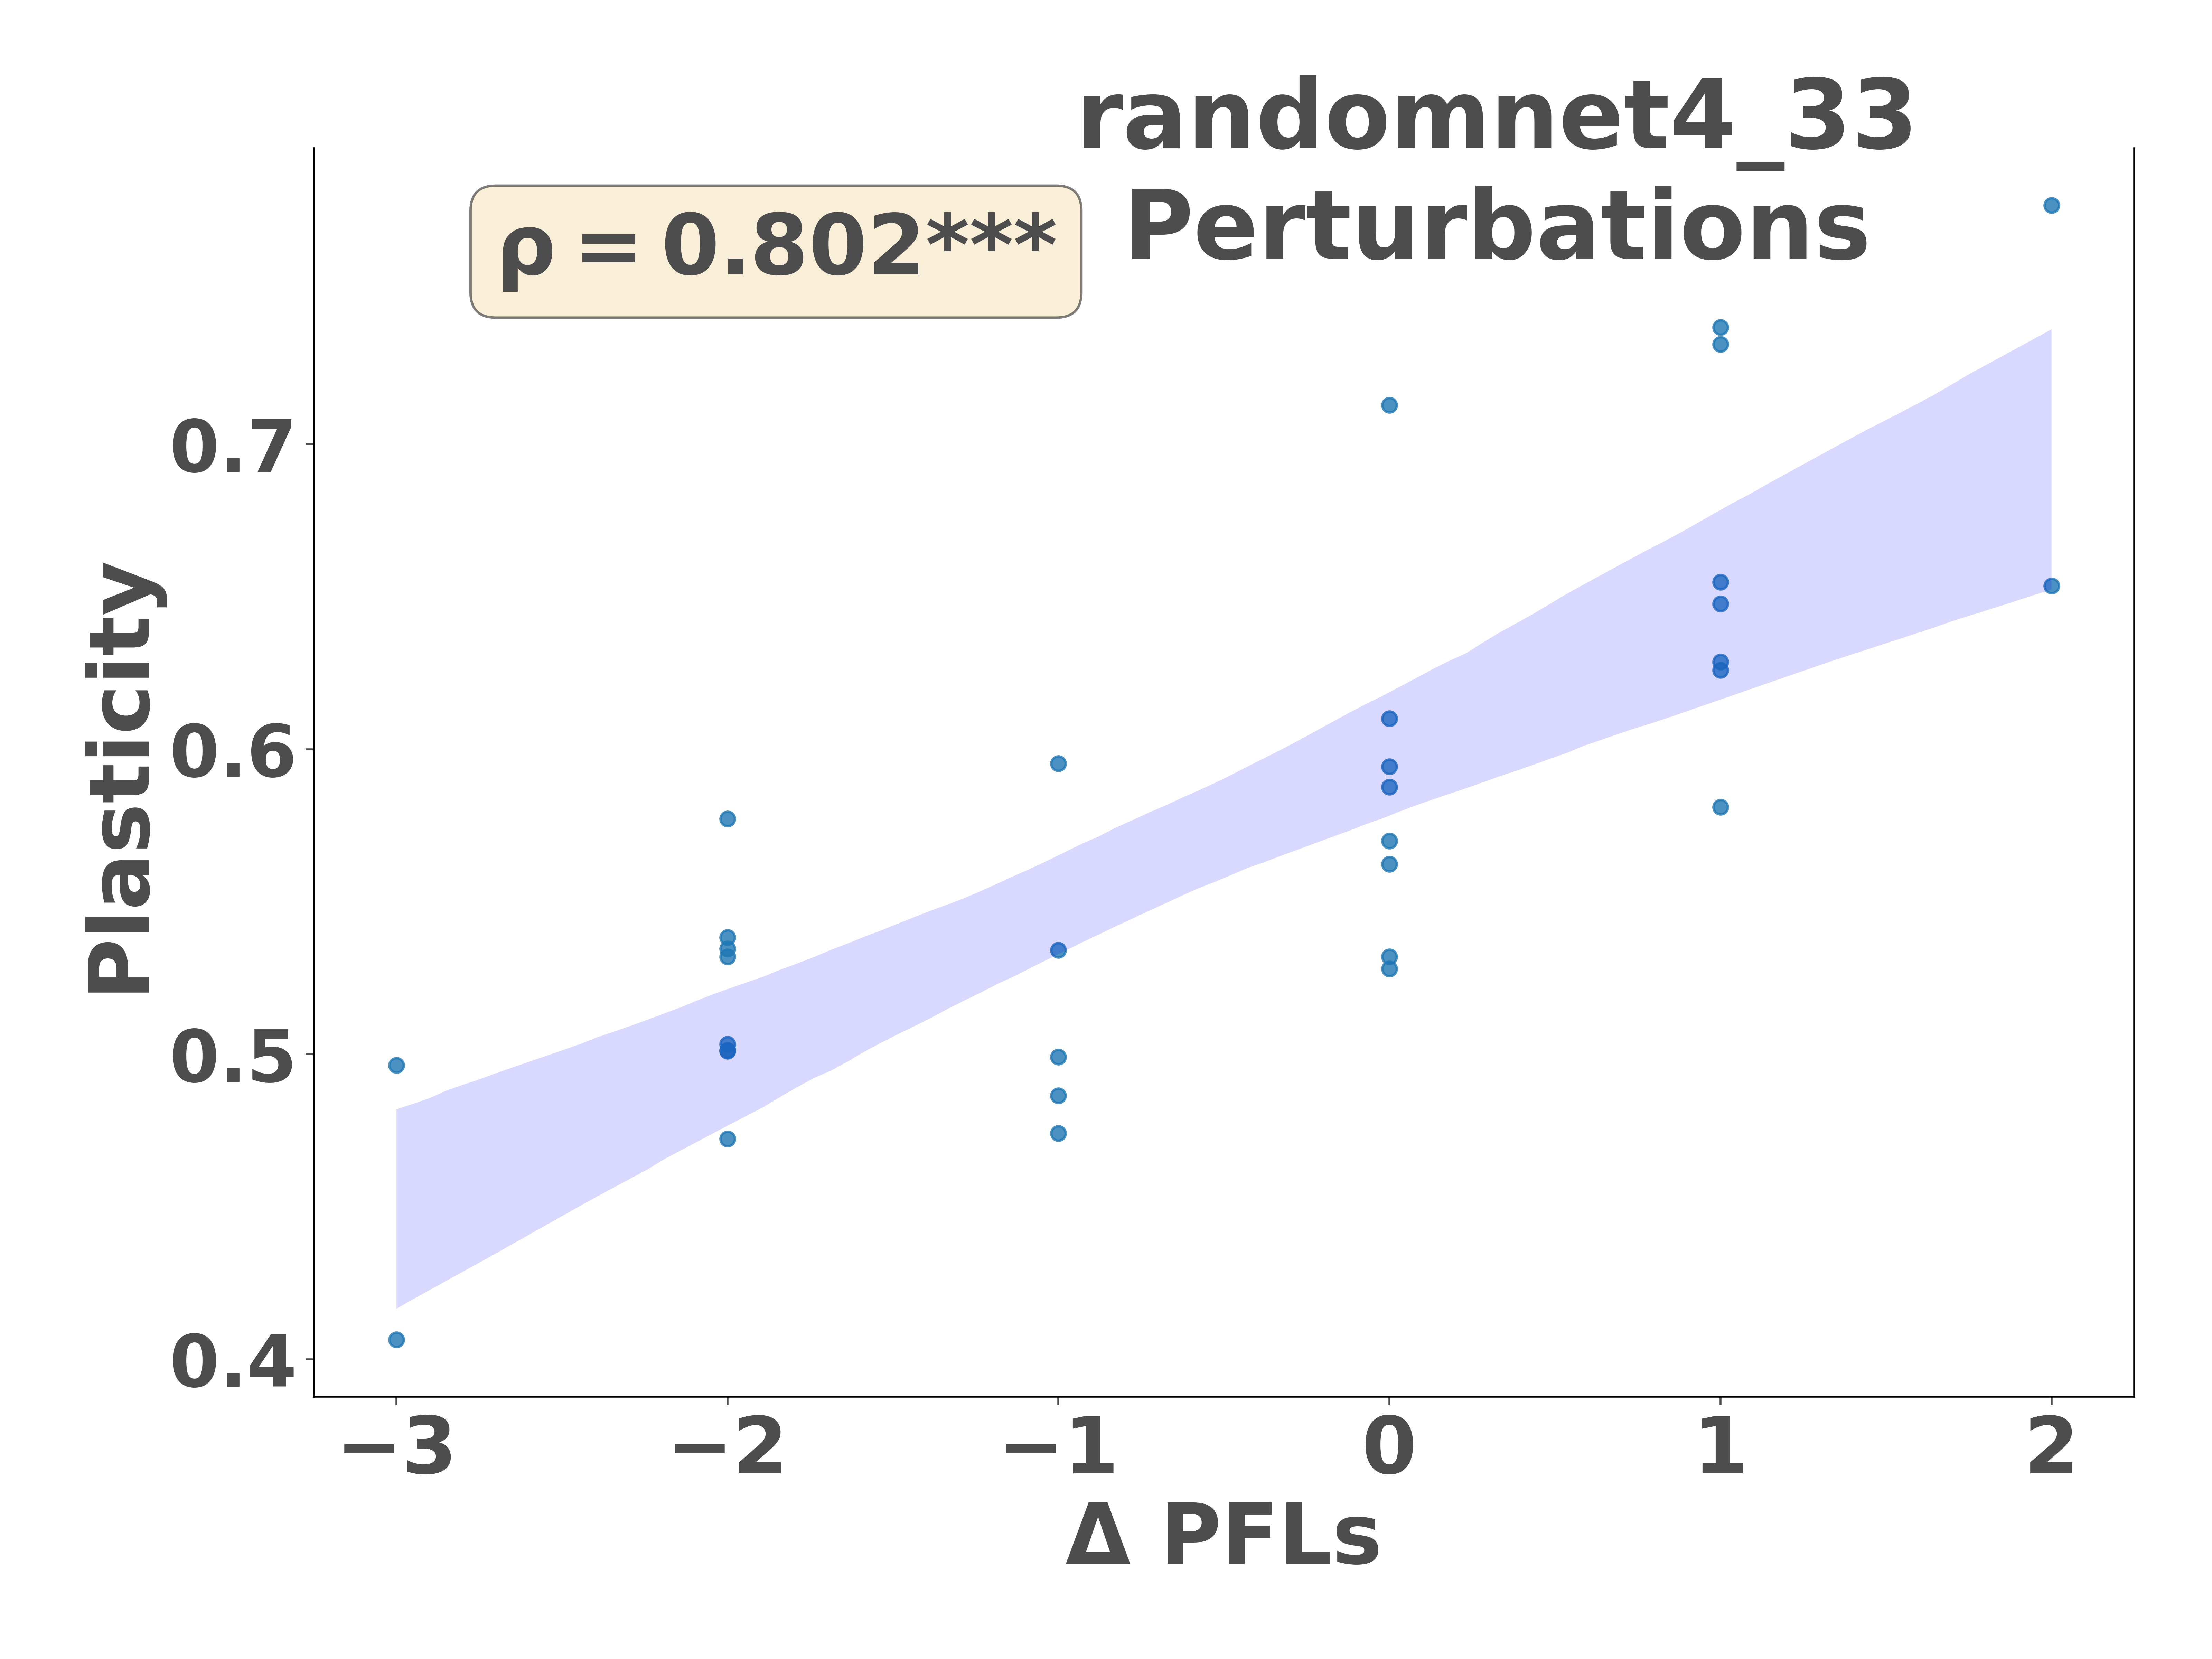 randomnet4_33
Perturbations
ρ = 0.802***
Plasticity
0.7
0.6
0.5
0.4
−3 −2 −1 0 1 2
Δ PFLs